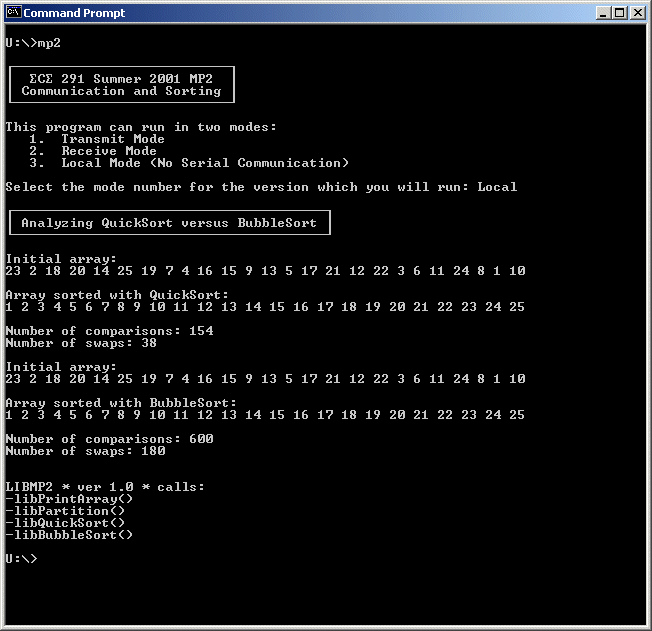 Command Prompt
U:\>mp2
ΣCΣ 291 Summer 2001 MP2
Communication and Sorting
This program can run in two modes:
1. Transmit Mode
2. Receive Mode
3. Local Mode (No Serial Communication)
Select the mode number for the version which you will run: Local
Analyzing QuickSort versus BubbleSort
Initial array:
23 2 18 20 14 25 19 7 4 16 15 9 13 5 17 21 12 22 3 6 11 24 8 1 10
Array sorted with QuickSort:
1 2 3 4 5 6 7 8 9 10 11 12 13 14 15 16 17 18 19 20 21 22 23 24 25
Number of comparisons: 154
Number of swaps: 38
Initial array:
23 2 18 20 14 25 19 7 4 16 15 9 13 5 17 21 12 22 3 6 11 24 8 1 10
Array sorted with BubbleSort:
1 2 3 4 5 6 7 8 9 10 11 12 13 14 15 16 17 18 19 20 21 22 23 24 25
Number of comparisons: 600
Number of swaps: 180
LIBMP2 * ver 1.0 * calls:
-libPrintArray()
-libPartition()
-libQuickSort()
-libBubbleSort()
U:\>